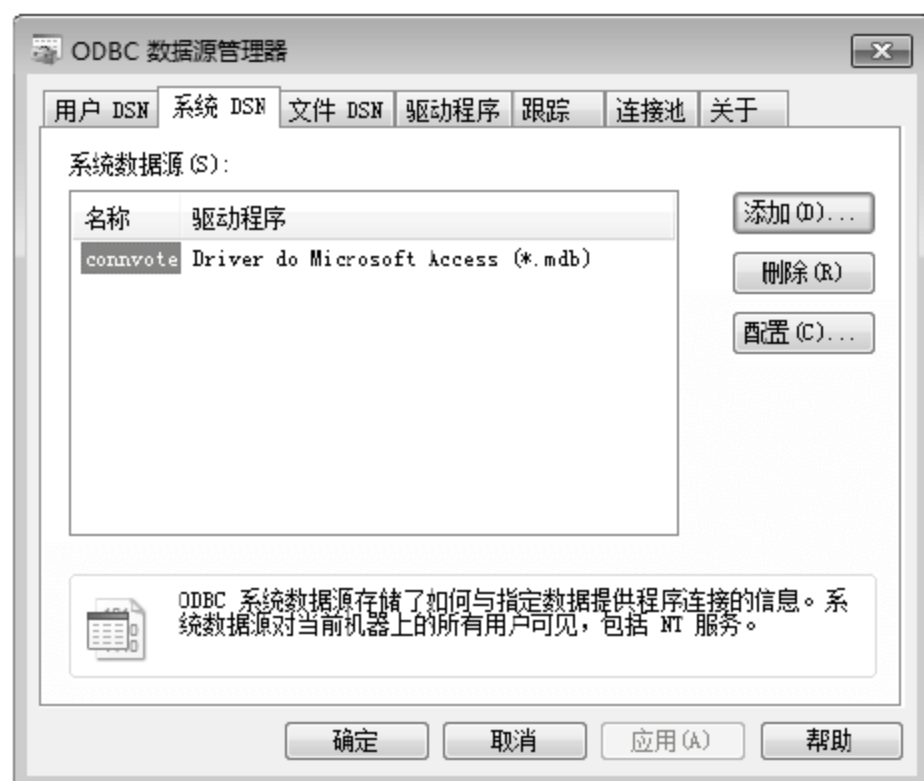 ODBC 数据源管理器
用户 DSN 系统 DSN 文件 DSN 驱动程序 跟踪 连接池 关于
系统数据源(S):
名称 驱动程序
connvote Driver do Microsoft Access (*.mdb)
添加(D)...
删除(R)
配置(C)...
ODBC 系统数据源存储了如何与指定数据提供程序连接的信息。系
统数据源对当前机器上的所有用户可见，包括 NT 服务。
确定 取消 应用(A) 帮助